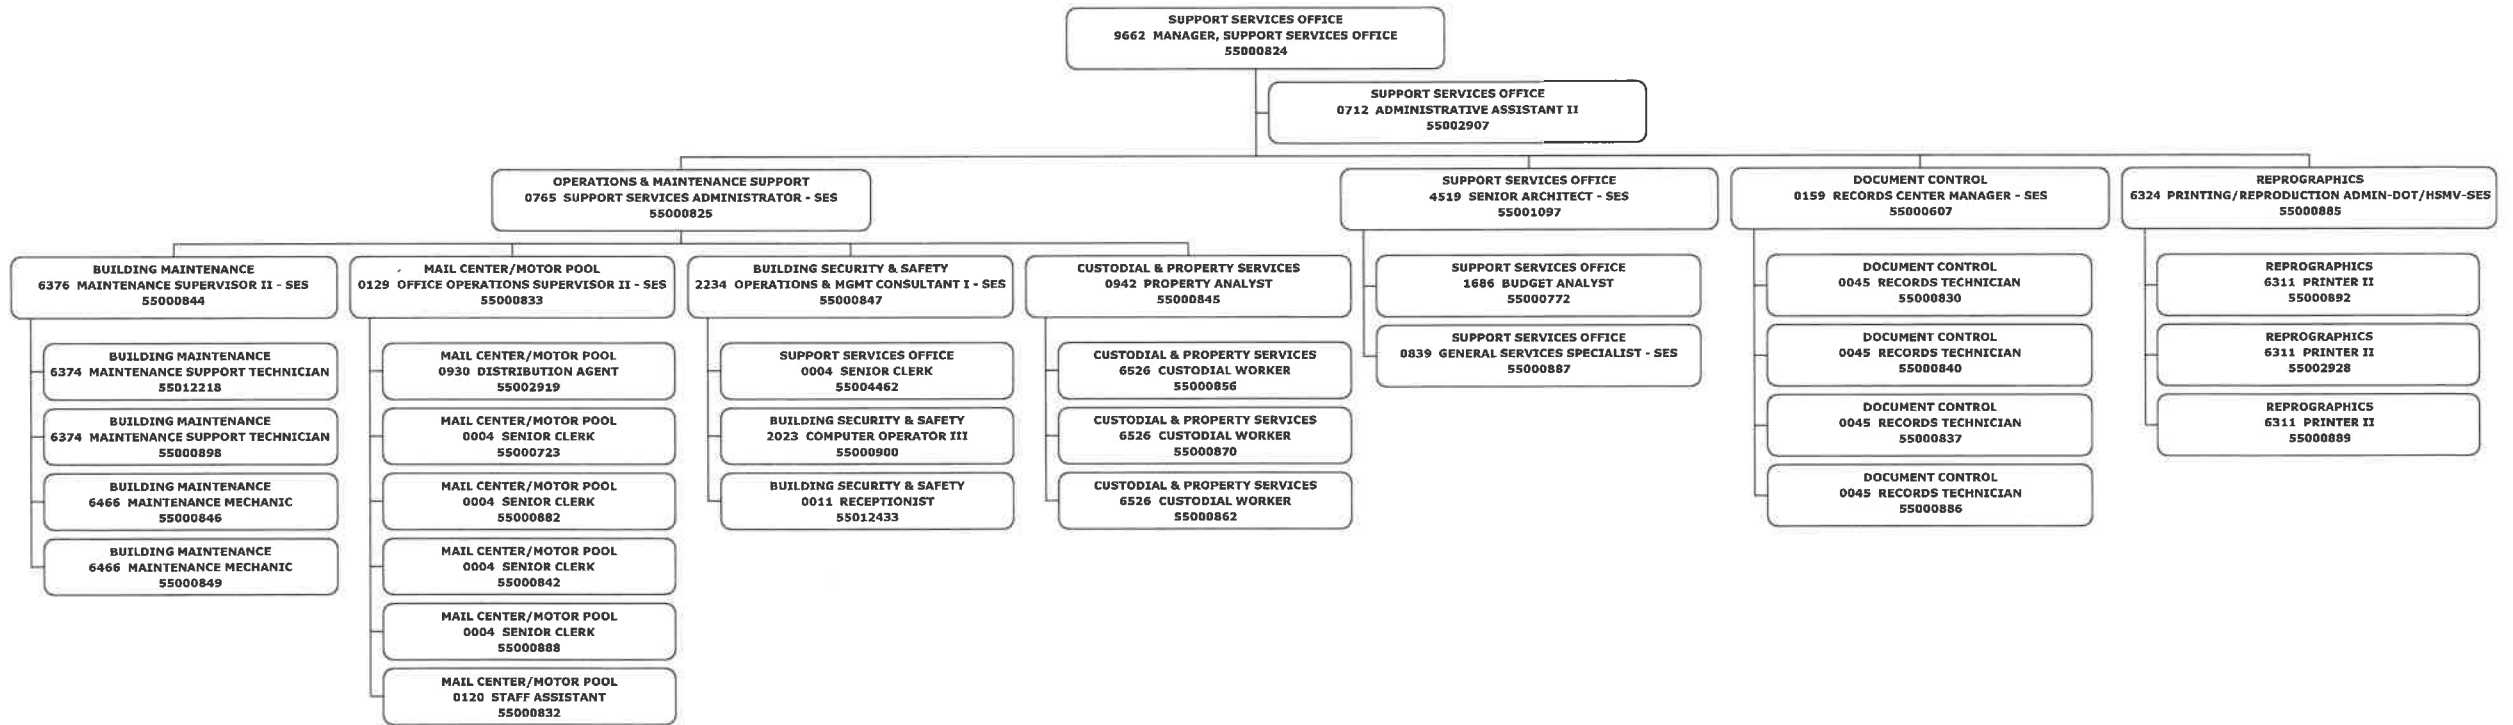 SUPPORT SERVICES OFFICE
9662 MANAGER, SUPPORT SERVICES OFFICE
55000824
SUPPORT SERVICES OFFICE
0712 ADMINISTRATIVE ASSISTANT II
55002907
OPERATIONS & MAINTENANCE SUPPORT
0765 SUPPORT SERVICES ADMINISTRATOR - SES
55000825
SUPPORT SERVICES OFFICE
4519 SENIOR ARCHITECT - SES
55001097
DOCUMENT CONTROL
0159 RECORDS CENTER MANAGER - SES
55000607
REPROGRAPHICS
6324 PRINTING/REPRODUCTION ADMIN-DOT/HSMV-SES
55000885
BUILDING MAINTENANCE
6376 MAINTENANCE SUPERVISOR II - SES
55000844
BUILDING MAINTENANCE
6374 MAINTENANCE SUPPORT TECHNICIAN
55012218
BUILDING MAINTENANCE
6374 MAINTENANCE SUPPORT TECHNICIAN
55000898
BUILDING MAINTENANCE
6466 MAINTENANCE MECHANIC
55000846
BUILDING MAINTENANCE
6466 MAINTENANCE MECHANIC
55000849
MAIL CENTER/MOTOR POOL
0129 OFFICE OPERATIONS SUPERVISOR II - SES
55000833
MAIL CENTER/MOTOR POOL
0930 DISTRIBUTION AGENT
55002919
MAIL CENTER/MOTOR POOL
0004 SENIOR CLERK
55000723
MAIL CENTER/MOTOR POOL
0004 SENIOR CLERK
55000882
MAIL CENTER/MOTOR POOL
0004 SENIOR CLERK
55000842
MAIL CENTER/MOTOR POOL
0004 SENIOR CLERK
55000888
MAIL CENTER/MOTOR POOL
0120 STAFF ASSISTANT
55000832
BUILDING SECURITY & SAFETY
2234 OPERATIONS & MGMT CONSULTANT I - SES
55000847
SUPPORT SERVICES OFFICE
0004 SENIOR CLERK
55004462
BUILDING SECURITY & SAFETY
2023 COMPUTER OPERATOR III
55000900
BUILDING SECURITY & SAFETY
0011 RECEPTIONIST
55012433
CUSTODIAL & PROPERTY SERVICES
0942 PROPERTY ANALYST
55000845
CUSTODIAL & PROPERTY SERVICES
6526 CUSTODIAL WORKER
55000856
CUSTODIAL & PROPERTY SERVICES
6526 CUSTODIAL WORKER
55000870
CUSTODIAL & PROPERTY SERVICES
6526 CUSTODIAL WORKER
55000862
SUPPORT SERVICES OFFICE
1686 BUDGET ANALYST
55000772
SUPPORT SERVICES OFFICE
0839 GENERAL SERVICES SPECIALIST - SES
55000887
DOCUMENT CONTROL
0045 RECORDS TECHNICIAN
55000830
DOCUMENT CONTROL
0045 RECORDS TECHNICIAN
55000840
DOCUMENT CONTROL
0045 RECORDS TECHNICIAN
55000837
DOCUMENT CONTROL
0045 RECORDS TECHNICIAN
55000886
REPROGRAPHICS
6311 PRINTER II
55000892
REPROGRAPHICS
6311 PRINTER II
55002928
REPROGRAPHICS
6311 PRINTER II
55000889